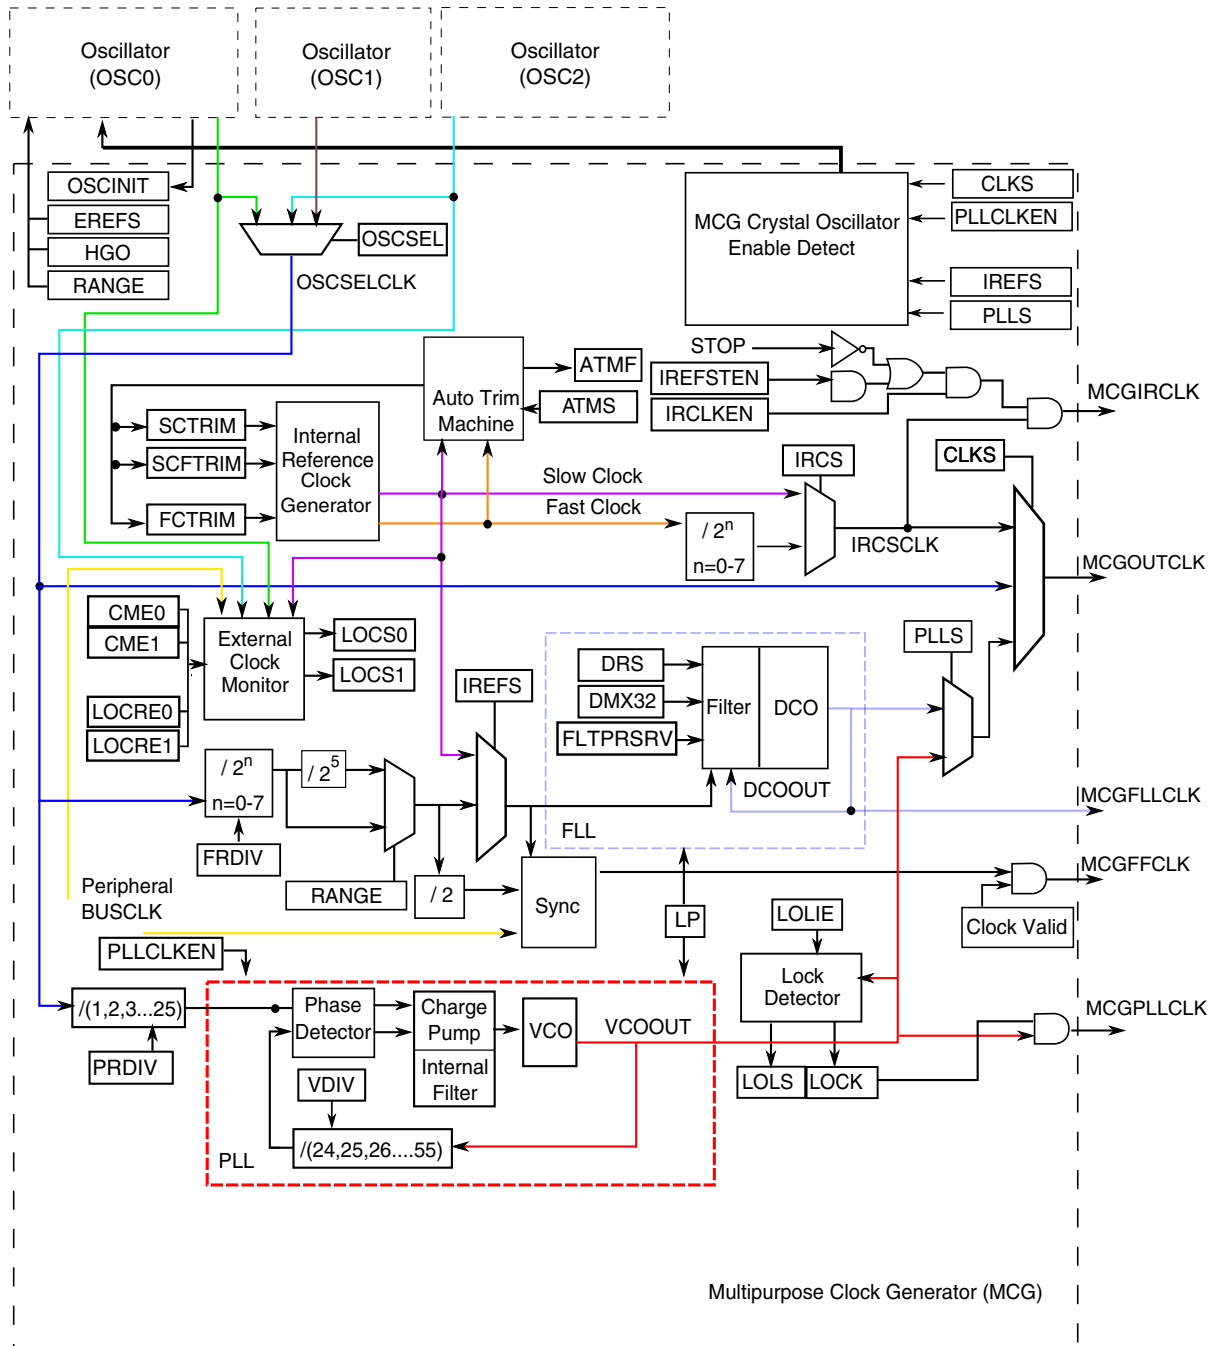 Oscillator
(OSC0)
Oscillator
(OSC1)
Oscillator
(OSC2)
OSCINIT
EREFS
HGO
RANGE
OSCSEL
OSCSELCLK
MCG Crystal Oscillator
Enable Detect
CLKS
PLLCLKEN
IREFS
PLLS
STOP
IREFSTEN
IRCLKEN
MCGIRCLK
Auto Trim
Machine
ATMF
ATMS
SCTRIM
SCFTRIM
FCTRIM
Internal
Reference
Clock
Generator
Slow Clock
Fast Clock
IRCS
/ 2n
n=0-7
IRCSCLK
CLKS
MCGOUTCLK
CME0
CME1
LOCRE0
LOCRE1
External
Clock
Monitor
LOCS0
LOCS1
IREFS
DRS
DMX32
FLTPRSRV
Filter
DCO
DCOOUT
FLL
PLLS
MCGFLLCLK
/ 2n
n=0-7
/ 25
FRDIV
RANGE
/ 2
Sync
LP
MCGFFCLK
Clock Valid
Peripheral
BUSCLK
PLLCLKEN
LOLIE
Lock
Detector
LOLS
LOCK
MCGPLLCLK
/(1,2,3...25)
PRDIV
Phase
Detector
Charge
Pump
Internal
Filter
VCO
VCOOUT
VDIV
/(24,25,26....55)
PLL
Multipurpose Clock Generator (MCG)